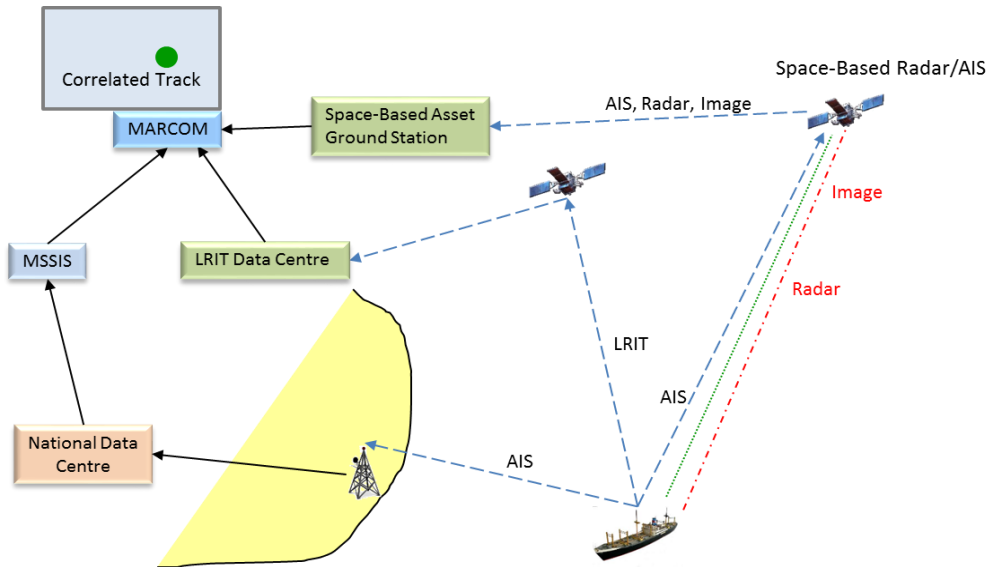 Correlated Track
Space-Based Radar/AIS
MARCOM
Space-Based Asset
Ground Station
AIS, Radar, Image
Image
MSSIS
LRIT Data Centre
Radar
LRIT
AIS
National Data
Centre
AIS